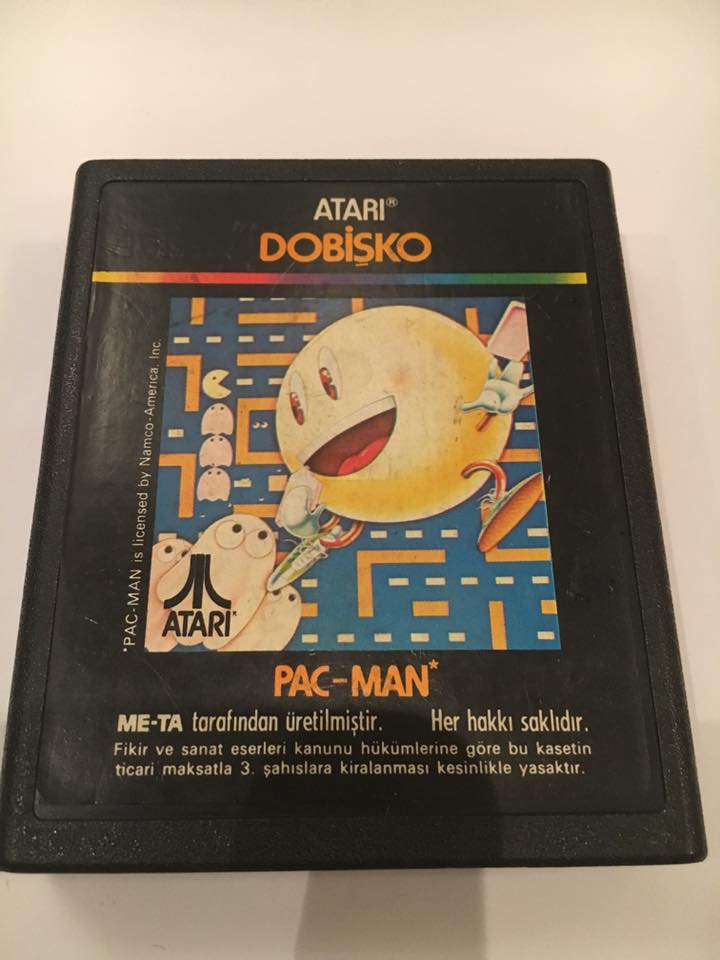 ATARI®
DOBİŞKO
*PAC-MAN is licensed by Namco-America, Inc.
ATARI*
PAC-MAN*
ME-TA tarafından üretilmiştir. Her hakkı saklıdır.
Fikir ve sanat eserleri kanunu hükümlerine göre bu kasetin
ticari maksatla 3. şahıslara kiralanması kesinlikle yasaktır.